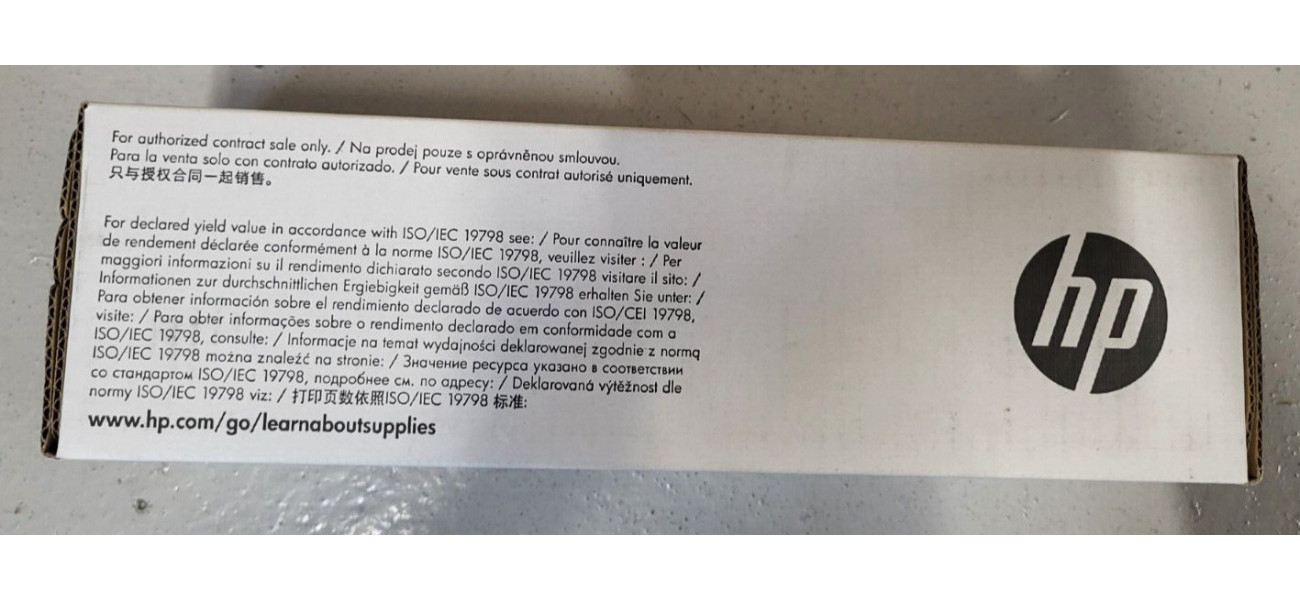 For authorized contract sale only. / Na prodej pouze s oprávněnou smlouvou.
Para la venta solo con contrato autorizado. / Pour vente sous contrat autorisé uniquement.
只与授权合同一起销售。
For declared yield value in accordance with ISO/IEC 19798 see: / Pour connaître la valeur
de rendement déclarée conformément à la norme ISO/IEC 19798, veuillez visiter : / Per
maggiori informazioni su il rendimento dichiarato secondo ISO/IEC 19798 visitare il sito: /
Informationen zur durchschnittlichen Ergiebigkeit gemäß ISO/IEC 19798 erhalten Sie unter: /
Para obtener información sobre el rendimiento declarado de acuerdo con ISO/CEI 19798,
visite: / Para obter informações sobre o rendimento declarado em conformidade com a
ISO/IEC 19798, consulte: / Informacje na temat wydajności deklarowanej zgodnie z normą
ISO/IEC 19798 można znaleźć na stronie: / Значение ресурса указано в соответствии
со стандартом ISO/IEC 19798, подробнее см. по адресу: / Deklarovaná výtěžnost dle
normy ISO/IEC 19798 viz: / 打印页数依照ISO/IEC 19798 标准:
www.hp.com/go/learnaboutsupplies
hp